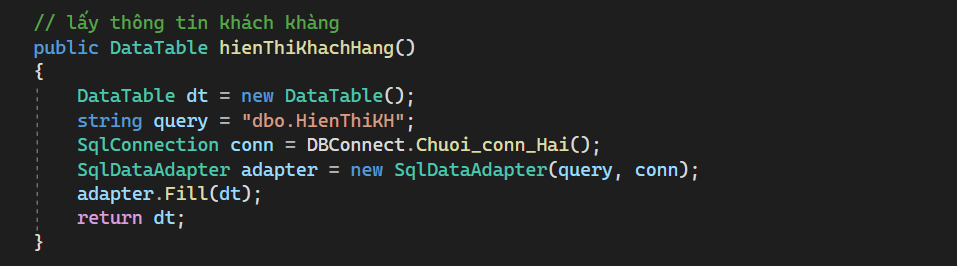 // lấy thông tin khách khàng
public DataTable hienThiKhachHang()
{
DataTable dt = new DataTable();
string query = "dbo.HienThiKH";
SqlConnection conn = DBConnect.Chuoi_conn_Hai();
SqlDataAdapter adapter = new SqlDataAdapter(query, conn);
adapter.Fill(dt);
return dt;
}